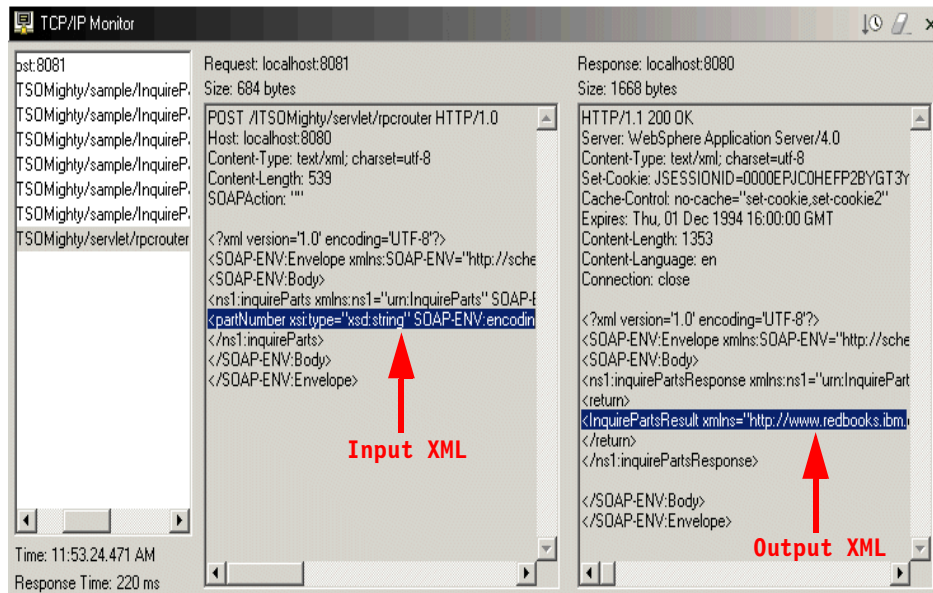 TCP/IP Monitor
ost:8081
TSOMighty/sample/InquireP
TSOMighty/sample/InquireP
TSOMighty/sample/InquireP
TSOMighty/sample/InquireP
TSOMighty/sample/InquireP
TSOMighty/sample/InquireP
TSOMighty/servlet/rpcrouter
Time: 11:53.24.471 AM
Response Time: 220 ms
Request: localhost:8081
Size: 684 bytes
POST /ITSOMighty/servlet/rpcrouter HTTP/1.0
Host: localhost:8080
Content-Type: text/xml; charset=utf-8
Content-Length: 539
SOAPAction: ""
<?xml version='1.0' encoding='UTF-8'?>
<SOAP-ENV:Envelope xmlns:SOAP-ENV="http://sche
<SOAP-ENV:Body>
<ns1:inquireParts xmlns:ns1="urn:InquireParts" SOAP-E
<partNumber xsi:type="xsd:string" SOAP-ENV:encodin
</ns1:inquireParts>
</SOAP-ENV:Body>
</SOAP-ENV:Envelope>
Input XML
Response: localhost:8080
Size: 1668 bytes
HTTP/1.1 200 OK
Server: WebSphere Application Server/4.0
Content-Type: text/xml; charset=utf-8
Set-Cookie: JSESSIONID=0000EPJC0HEFP2BYGT3Y
Cache-Control: no-cache="set-cookie,set-cookie2"
Expires: Thu, 01 Dec 1994 16:00:00 GMT
Content-Length: 1353
Content-Language: en
Connection: close
<?xml version='1.0' encoding='UTF-8'?>
<SOAP-ENV:Envelope xmlns:SOAP-ENV="http://sche
<SOAP-ENV:Body>
<ns1:inquirePartsResponse xmlns:ns1="urn:InquirePart
<return>
<InquirePartsResult xmlns="http://www.redbooks.ibm.
</return>
</ns1:inquirePartsResponse>
</SOAP-ENV:Body>
</SOAP-ENV:Envelope>
Output XML